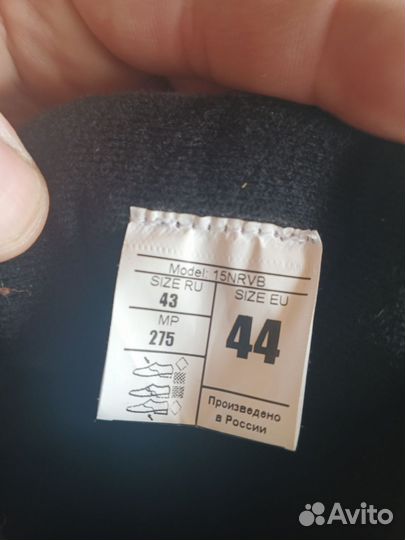 Model: 15NRVB
SIZE RU
43
MP
275
SIZE EU
44
Произведено
в России
Avito